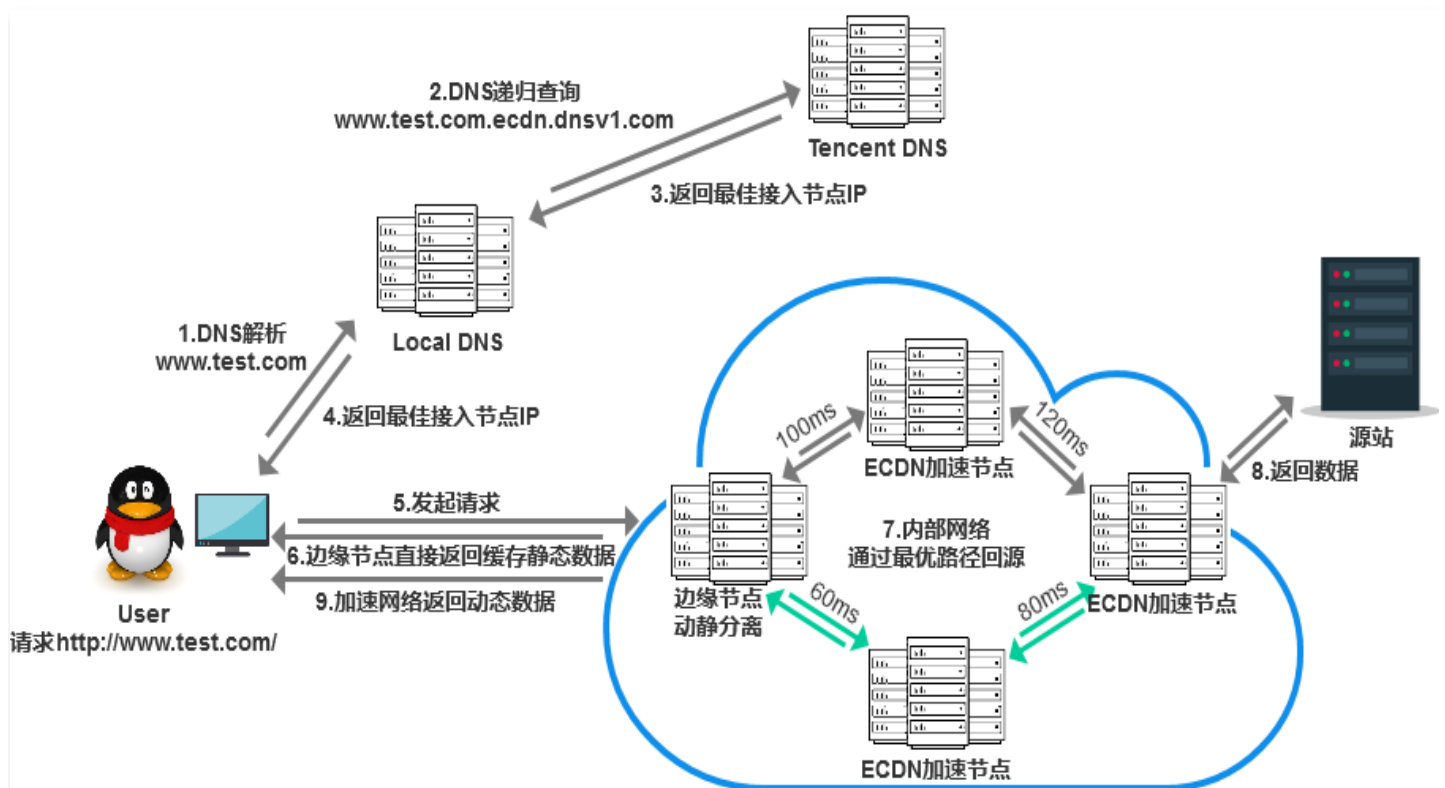 2.DNS递归查询
www.test.com.ecdn.dnsv1.com
Tencent DNS
3.返回最佳接入节点IP
1.DNS解析
www.test.com
Local DNS
4.返回最佳接入节点IP
100ms
120ms
ECDN加速节点
源站
8.返回数据
5.发起请求
6.边缘节点直接返回缓存静态数据
7.内部网络
通过最优路径回源
9.加速网络返回动态数据
边缘节点
动静分离
60ms
80ms
ECDN加速节点
User
请求http://www.test.com/
ECDN加速节点